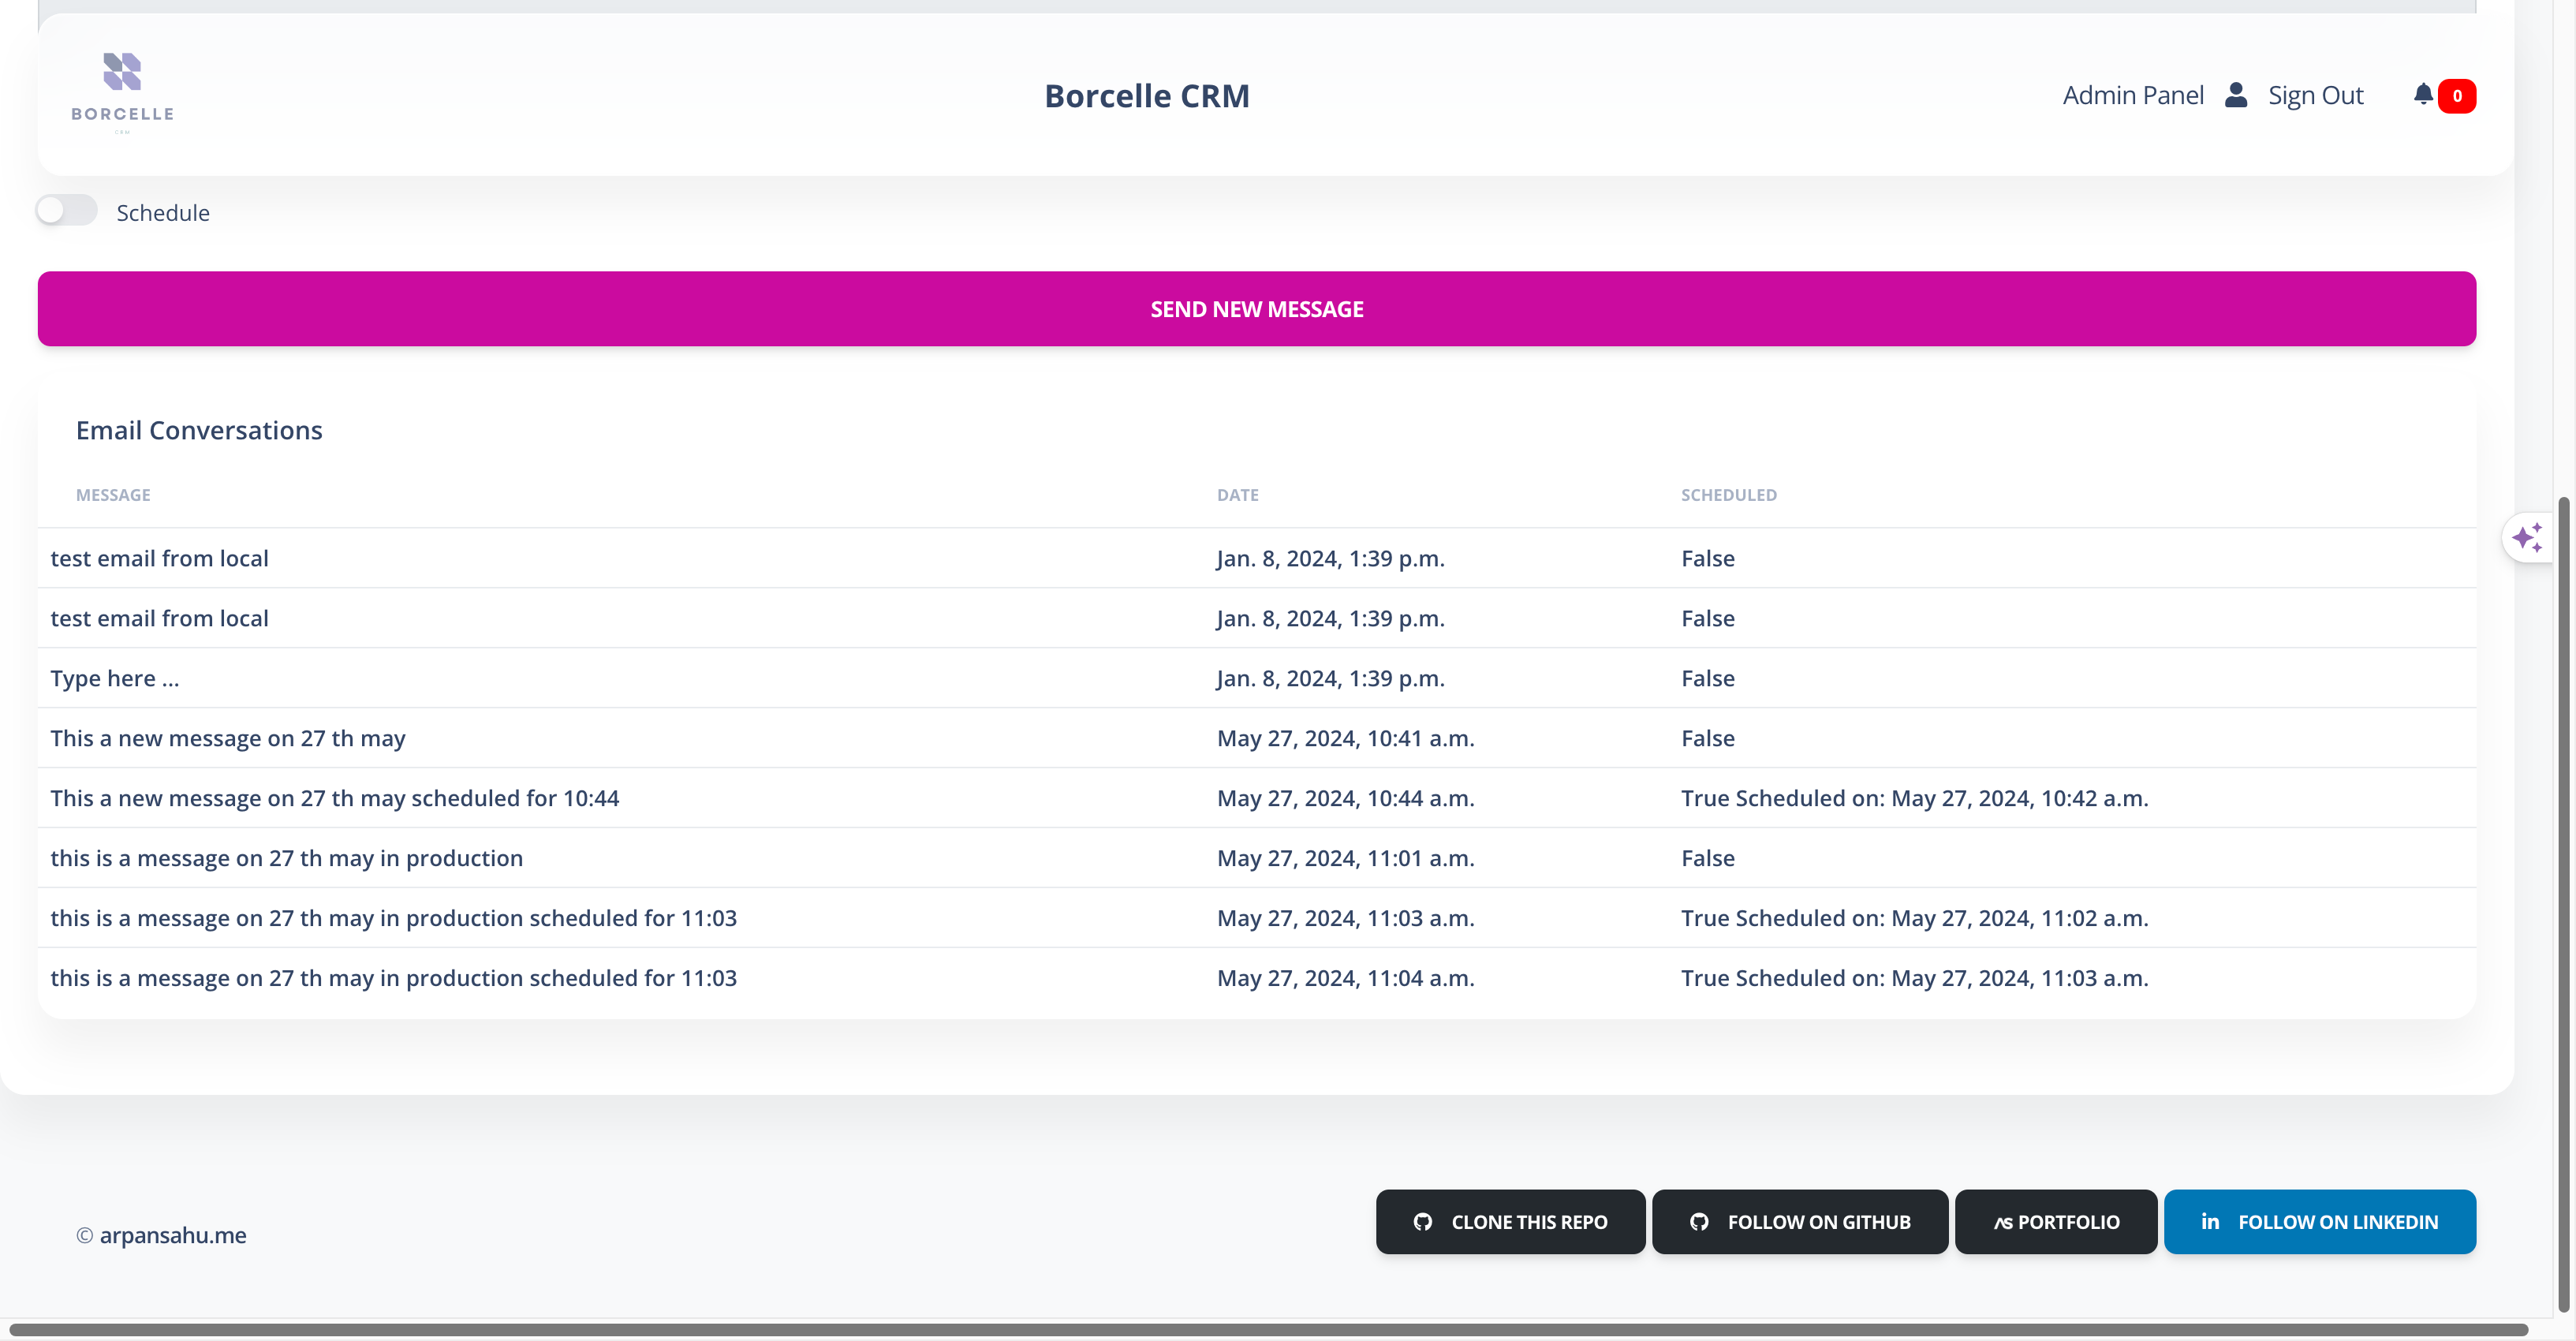 BORCELLE
CRM
Borcelle CRM
Admin Panel Sign Out 0
Schedule
SEND NEW MESSAGE
Email Conversations
MESSAGE DATE SCHEDULED
test email from local Jan. 8, 2024, 1:39 p.m. False
test email from local Jan. 8, 2024, 1:39 p.m. False
Type here ... Jan. 8, 2024, 1:39 p.m. False
This a new message on 27 th may May 27, 2024, 10:41 a.m. False
This a new message on 27 th may scheduled for 10:44 May 27, 2024, 10:44 a.m. True Scheduled on: May 27, 2024, 10:42 a.m.
this is a message on 27 th may in production May 27, 2024, 11:01 a.m. False
this is a message on 27 th may in production scheduled for 11:03 May 27, 2024, 11:03 a.m. True Scheduled on: May 27, 2024, 11:02 a.m.
this is a message on 27 th may in production scheduled for 11:03 May 27, 2024, 11:04 a.m. True Scheduled on: May 27, 2024, 11:03 a.m.
© arpansahu.me
CLONE THIS REPO FOLLOW ON GITHUB AS PORTFOLIO in FOLLOW ON LINKEDIN